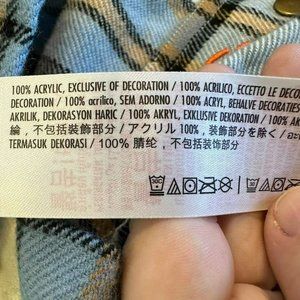 100% ACRYLIC, EXCLUSIVE OF DECORATION / 100% ACRILICO, ECCETTO LE DECOR
DECORATION / 100% acrílico, SEM ADORNO / 100% ACRYL, BEHALVE DECORATIES
AKRILIK, DEKORASYON HARIC / 100% AKRYL, EXKLUSIVE DEKORATION / 100% AK
綸，不包括裝飾部分 / アクリル 100%，装飾部分を除く /
TERMASUK DEKORASI / 100% 腈纶，不包括装饰部分